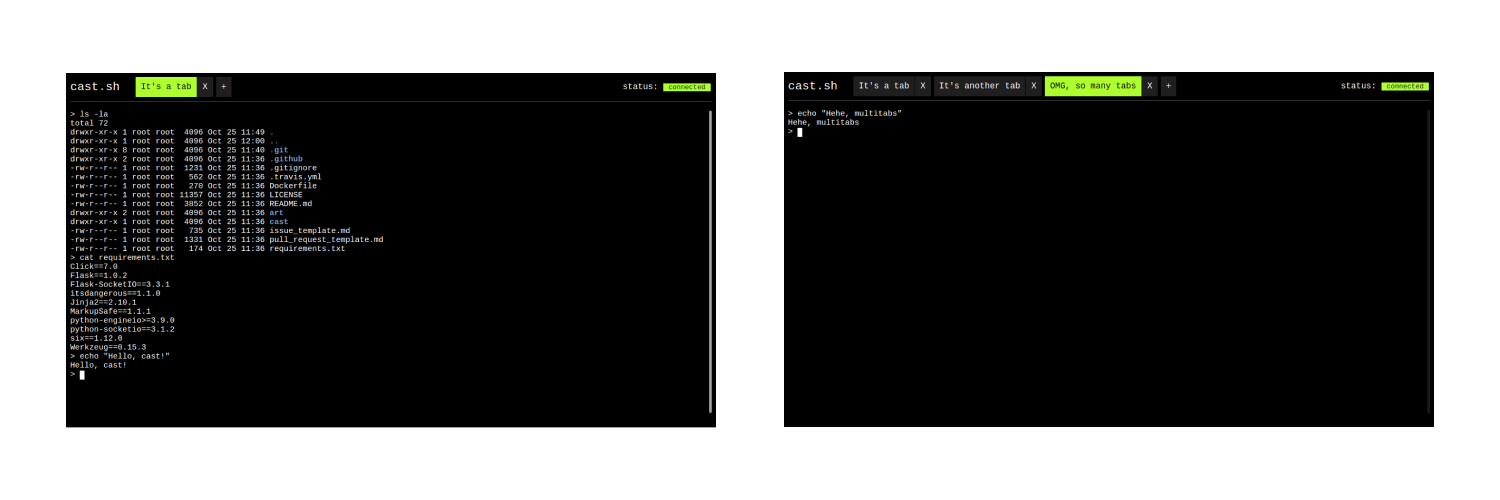 cast.sh It's a tab X + status: connected
> ls -la
total 72
drwxr-xr-x 1 root root  4096 Oct 25 11:49 .
drwxr-xr-x 1 root root  4096 Oct 25 12:00 ..
drwxr-xr-x 8 root root  4096 Oct 25 11:40 .git
drwxr-xr-x 2 root root  4096 Oct 25 11:36 .github
-rw-r--r-- 1 root root  1231 Oct 25 11:36 .gitignore
-rw-r--r-- 1 root root   562 Oct 25 11:36 .travis.yml
-rw-r--r-- 1 root root   270 Oct 25 11:36 Dockerfile
-rw-r--r-- 1 root root 11357 Oct 25 11:36 LICENSE
-rw-r--r-- 1 root root  3852 Oct 25 11:36 README.md
drwxr-xr-x 2 root root  4096 Oct 25 11:36 art
drwxr-xr-x 1 root root  4096 Oct 25 11:36 cast
-rw-r--r-- 1 root root   735 Oct 25 11:36 issue_template.md
-rw-r--r-- 1 root root  1331 Oct 25 11:36 pull_request_template.md
-rw-r--r-- 1 root root   174 Oct 25 11:36 requirements.txt
> cat requirements.txt
Click==7.0
Flask==1.0.2
Flask-SocketIO==3.3.1
itsdangerous==1.1.0
Jinja2==2.10.1
MarkupSafe==1.1.1
python-engineio>=3.9.0
python-socketio==3.1.2
six==1.12.0
Werkzeug==0.15.3
> echo "Hello, cast!"
Hello, cast!
>
cast.sh It's a tab X It's another tab X OMG, so many tabs X + status: connected
> echo "Hehe, multitabs"
Hehe, multitabs
>